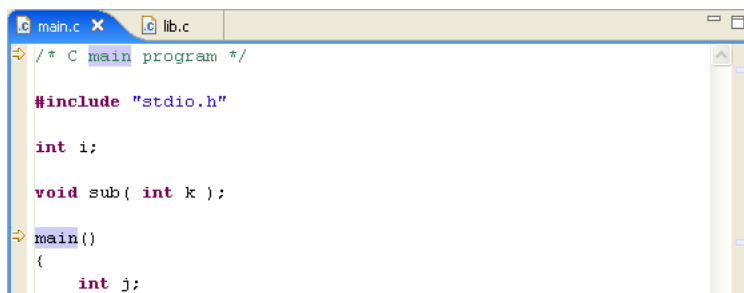 main.c lib.c
/* C main program */
#include "stdio.h"
int i;
void sub( int k );
main()
{
int j;